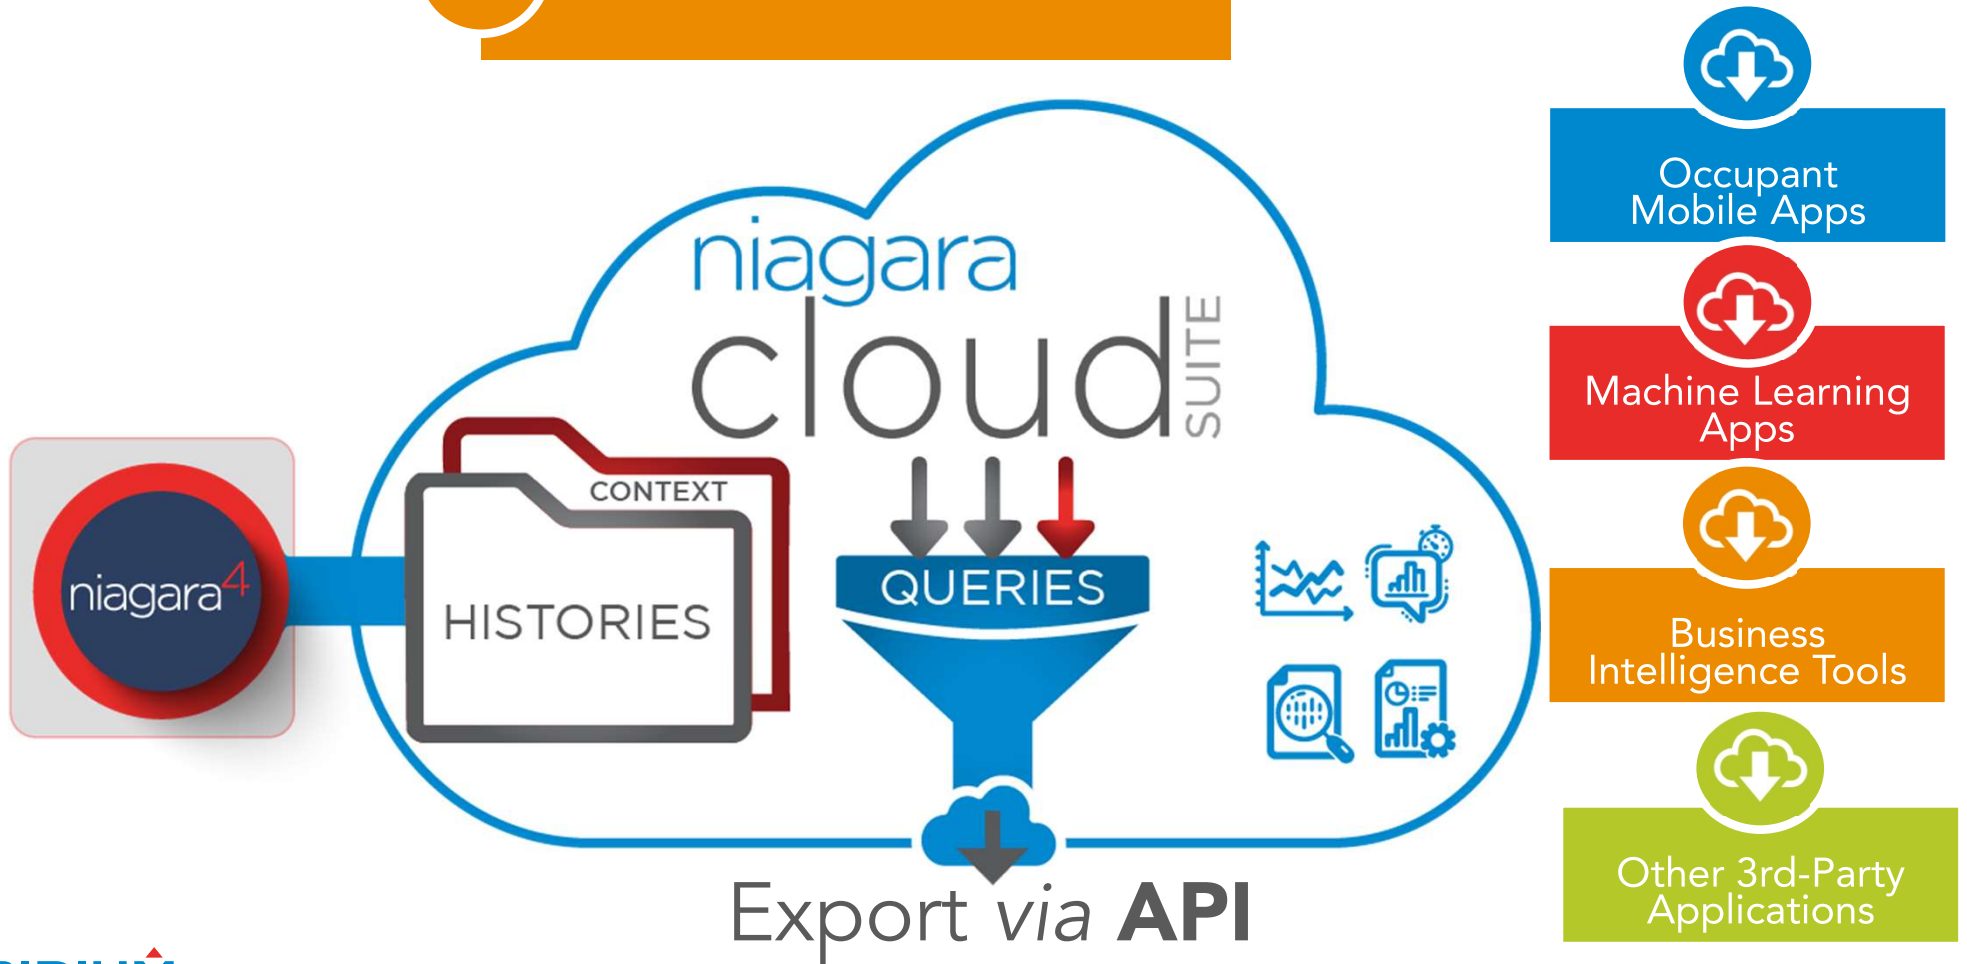 niagara
cloud
SUITE
niagara4
CONTEXT
HISTORIES
QUERIES
Export via API
Occupant
Mobile Apps
Machine Learning
Apps
Business
Intelligence Tools
Other 3rd-Party
Applications